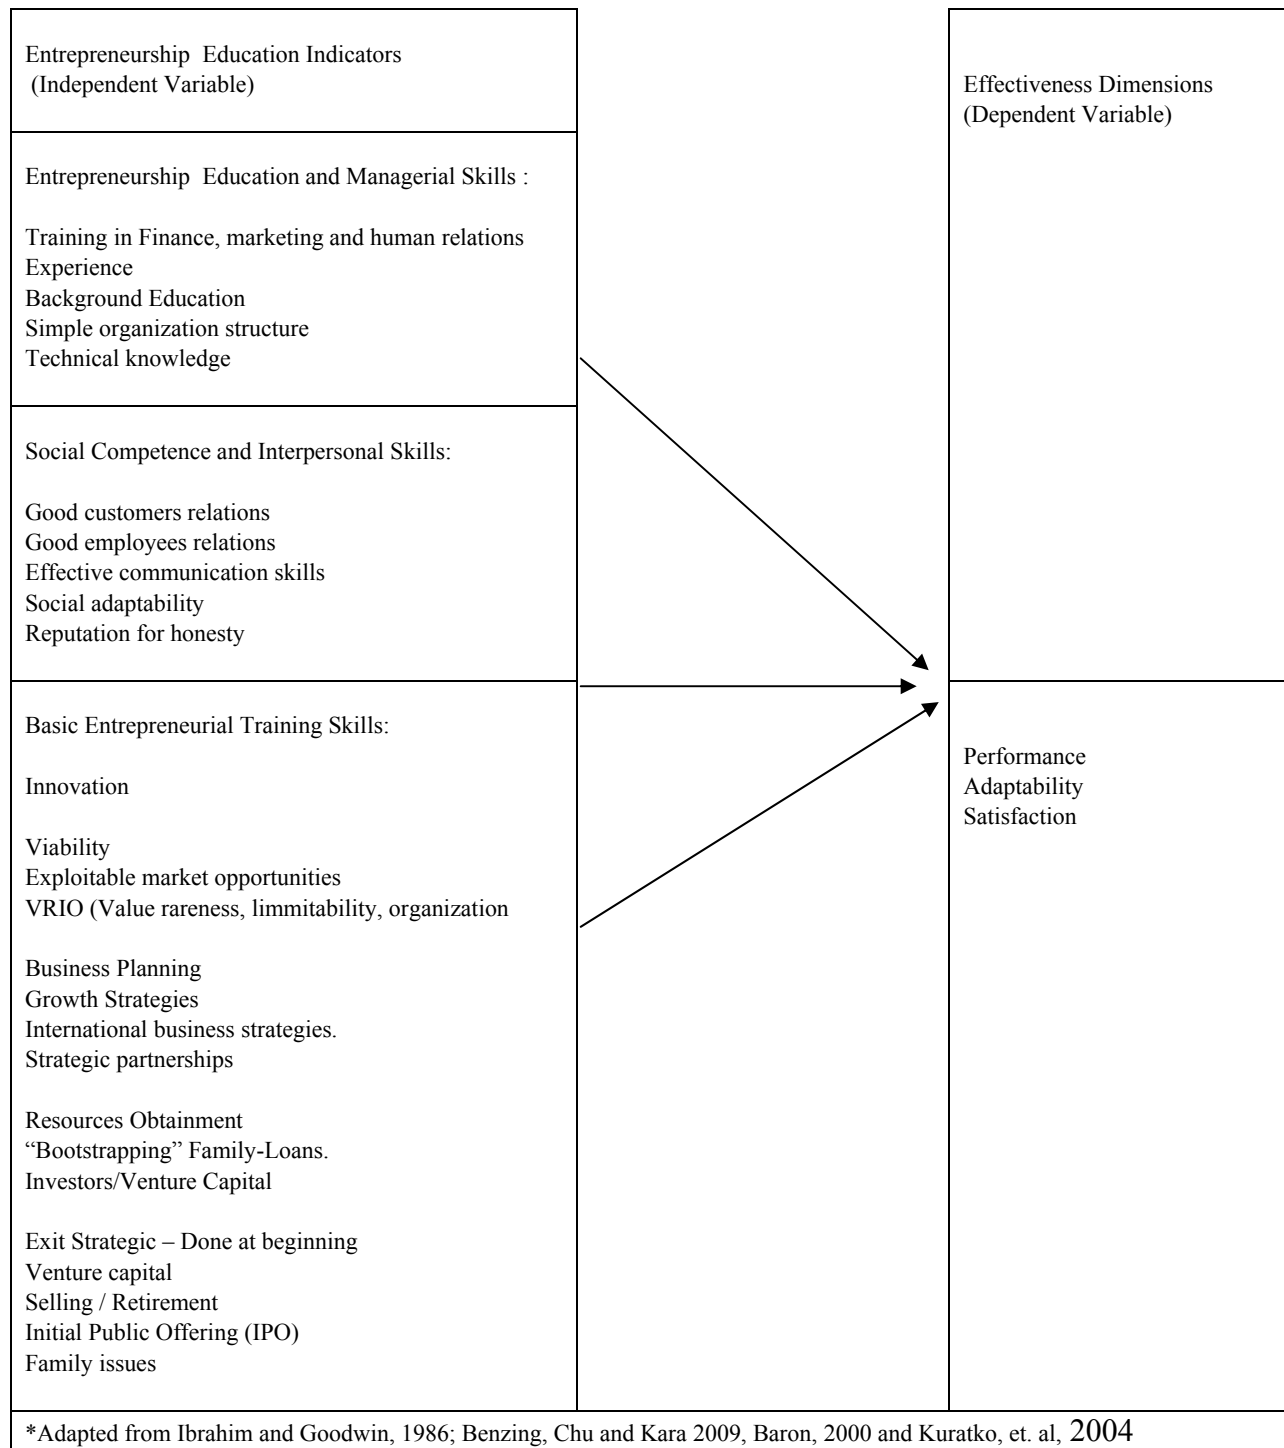 Entrepreneurship Education Indicators
(Independent Variable)
Effectiveness Dimensions
(Dependent Variable)
Entrepreneurship Education and Managerial Skills :
Training in Finance, marketing and human relations
Experience
Background Education
Simple organization structure
Technical knowledge
Social Competence and Interpersonal Skills:
Good customers relations
Good employees relations
Effective communication skills
Social adaptability
Reputation for honesty
Basic Entrepreneurial Training Skills:
Innovation
Viability
Exploitable market opportunities
VRIO (Value rareness, limmitability, organization
Business Planning
Growth Strategies
International business strategies.
Strategic partnerships
Resources Obtainment
“Bootstrapping” Family-Loans.
Investors/Venture Capital
Exit Strategic – Done at beginning
Venture capital
Selling / Retirement
Initial Public Offering (IPO)
Family issues
Performance
Adaptability
Satisfaction
*Adapted from Ibrahim and Goodwin, 1986; Benzing, Chu and Kara 2009, Baron, 2000 and Kuratko, et. al, 2004